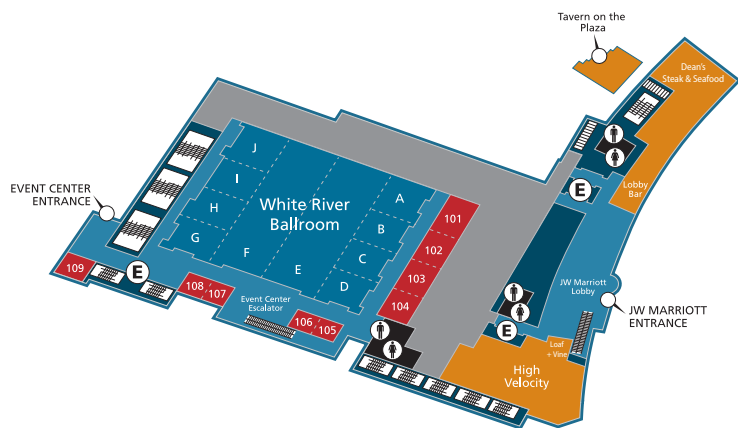 Tavern on the
Plaza
Dean's
Steak & Seafood
Lobby
Bar
E
J
I
H
G
F
E
White River
Ballroom
A
B
C
D
101
102
103
104
EVENT CENTER
ENTRANCE
109
E
108
107
Event Center
Escalator
106
105
JW Marriott
Lobby
JW MARRIOTT
ENTRANCE
E
Loaf
+ Vine
High
Velocity